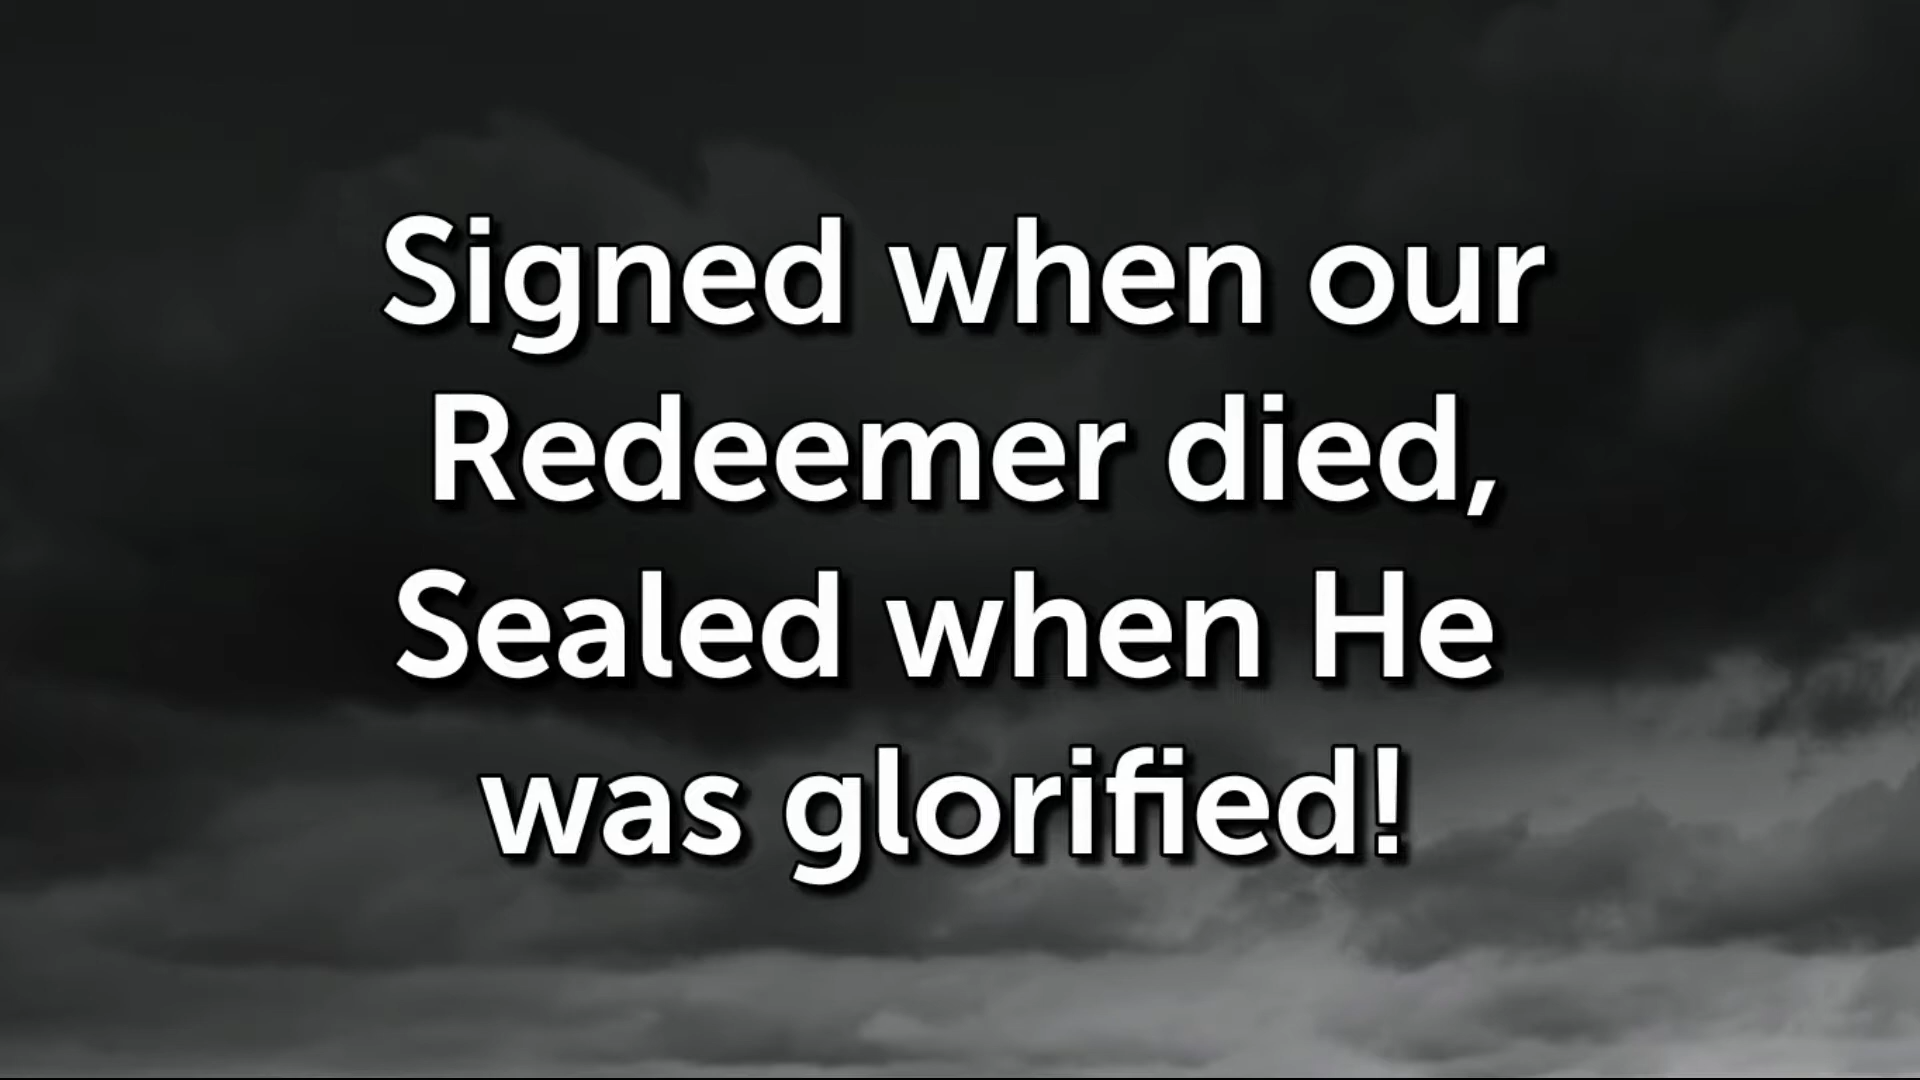 Signed when our
Redeemer died,
Sealed when He
was glorified!